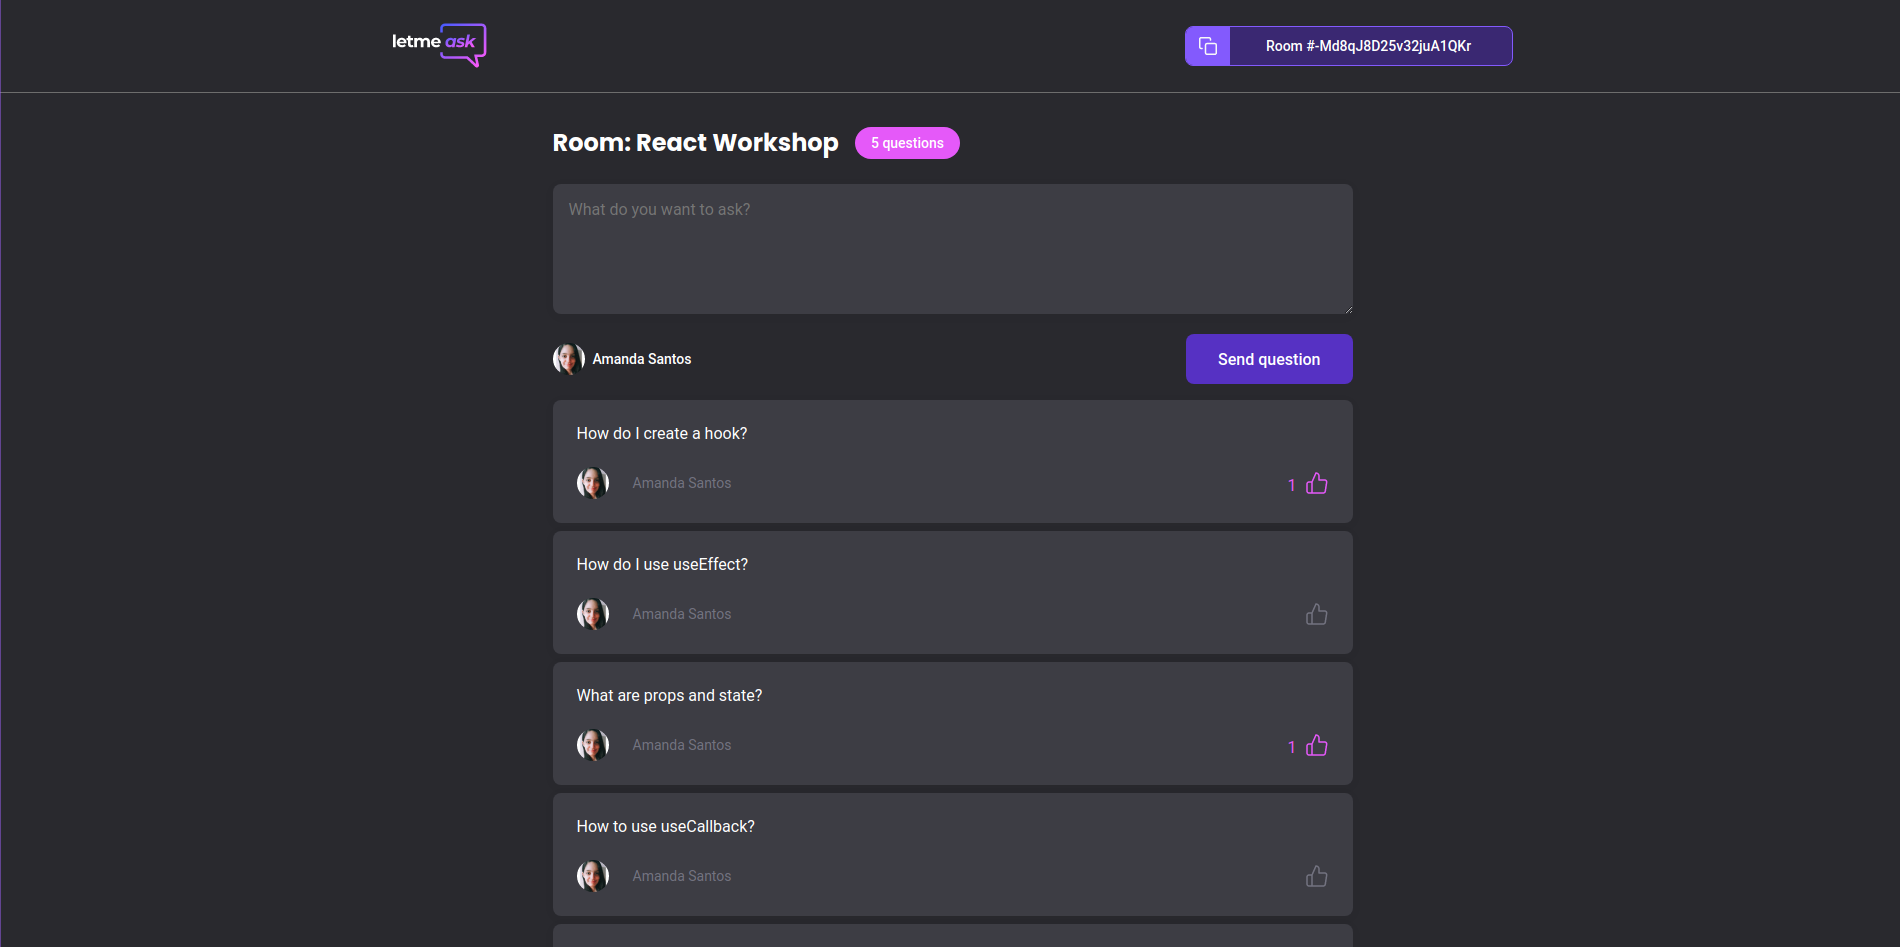 letme ask
Room #-Md8qJ8D25v32juA1QKr
Room: React Workshop
5 questions
What do you want to ask?
Amanda Santos
Send question
How do I create a hook?
Amanda Santos
1
How do I use useEffect?
Amanda Santos
What are props and state?
Amanda Santos
1
How to use useCallback?
Amanda Santos